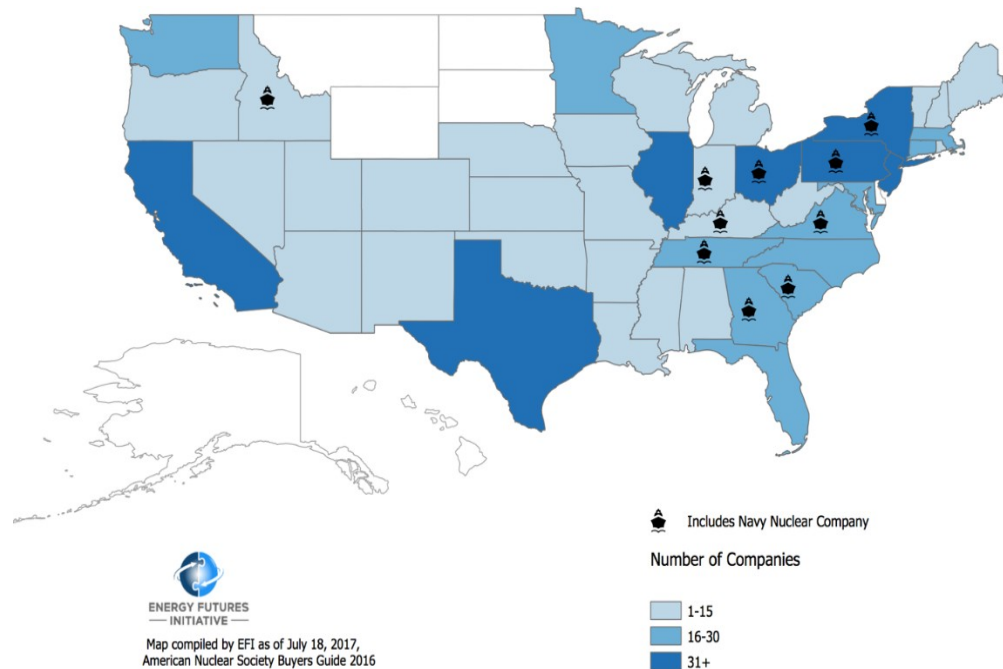 Includes Navy Nuclear Company
Number of Companies
1-15
16-30
31+
ENERGY FUTURES
INITIATIVE
Map compiled by EFI as of July 18, 2017,
American Nuclear Society Buyers Guide 2016